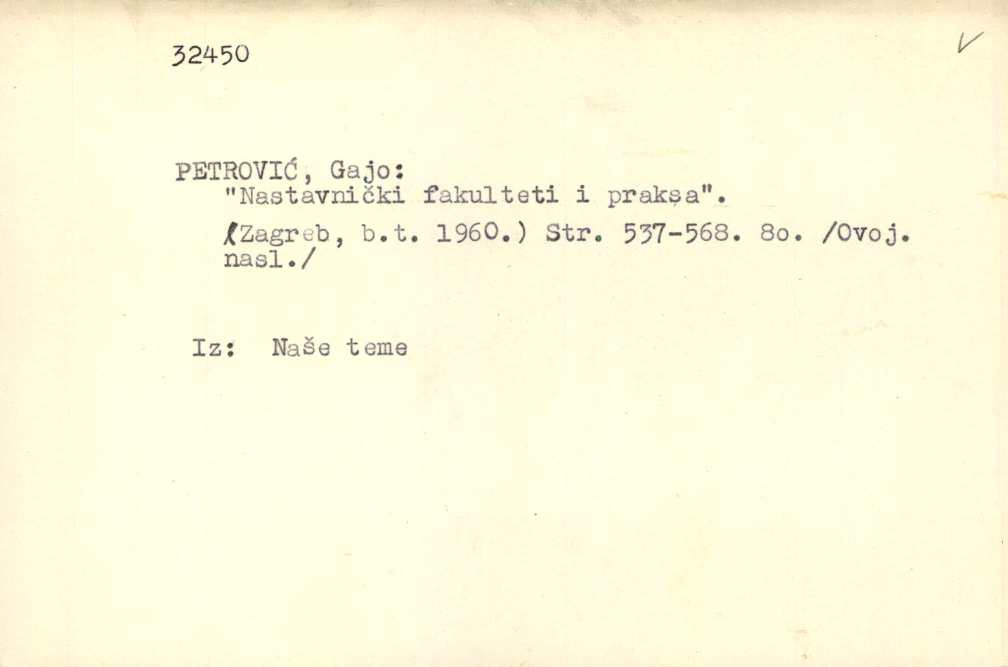 32450
PETROVIĆ, Gajo:
"Nastavnički fakulteti i praksa".
(Zagreb, b.t. 1960.) Str. 537-568. 8o. /Ovoj.
nasl./
Iz: Naše teme